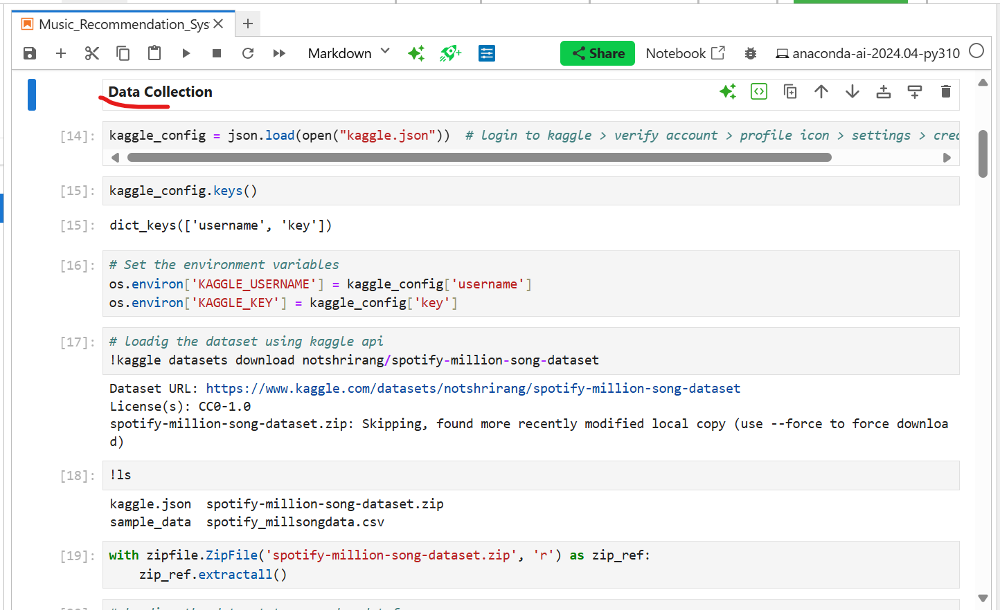 Music_Recommendation_Sys
Markdown
Share
Notebook
anaconda-ai-2024.04-py310
Data Collection
[14]:
kaggle_config = json.load(open("kaggle.json"))  # login to kaggle > verify account > profile icon > settings > crea
[15]:
kaggle_config.keys()
[15]:
dict_keys(['username', 'key'])
[16]:
# Set the environment variables
os.environ['KAGGLE_USERNAME'] = kaggle_config['username']
os.environ['KAGGLE_KEY'] = kaggle_config['key']
[17]:
# loadig the dataset using kaggle api
!kaggle datasets download notshrirang/spotify-million-song-dataset
Dataset URL: https://www.kaggle.com/datasets/notshrirang/spotify-million-song-dataset
License(s): CC0-1.0
spotify-million-song-dataset.zip: Skipping, found more recently modified local copy (use --force to force downloa
d)
[18]:
!ls
kaggle.json  spotify-million-song-dataset.zip
sample_data  spotify_millsongdata.csv
[19]:
with zipfile.ZipFile('spotify-million-song-dataset.zip', 'r') as zip_ref:
    zip_ref.extractall()